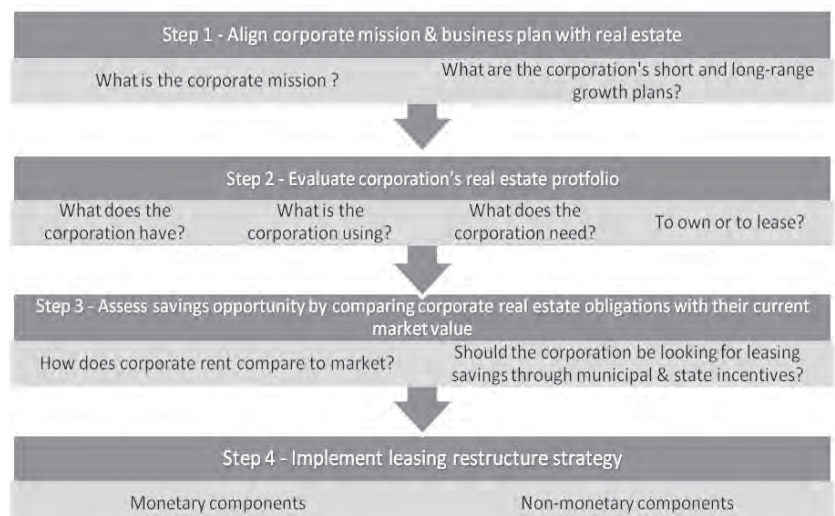 Step 1 - Align corporate mission & business plan with real estate
What is the corporate mission ?
What are the corporation's short and long-range
growth plans?
Step 2 - Evaluate corporation's real estate protfolio
What does the
corporation have?
What is the
corporation using?
What does the
corporation need?
To own or to lease?
Step 3 - Assess savings opportunity by comparing corporate real estate obligations with their current
market value
How does corporate rent compare to market?
Should the corporation be looking for leasing
savings through municipal & state incentives?
Step 4 - Implement leasing restructure strategy
Monetary components
Non-monetary components